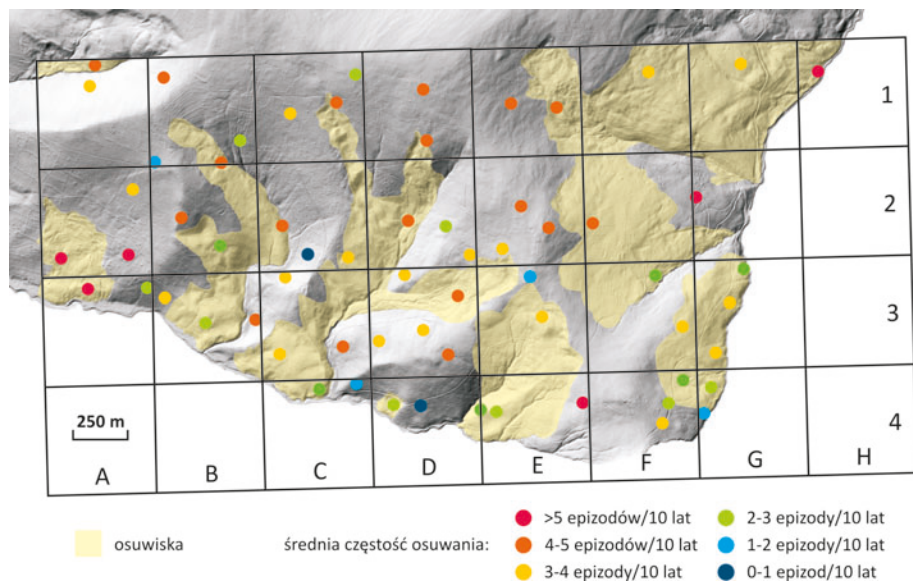 1
2
3
4
250 m
A B C D E F G H
osuwiska
średnia częstość osuwania:
>5 epizodów/10 lat
4-5 epizodów/10 lat
3-4 epizody/10 lat
2-3 epizody/10 lat
1-2 epizody/10 lat
0-1 epizod/10 lat